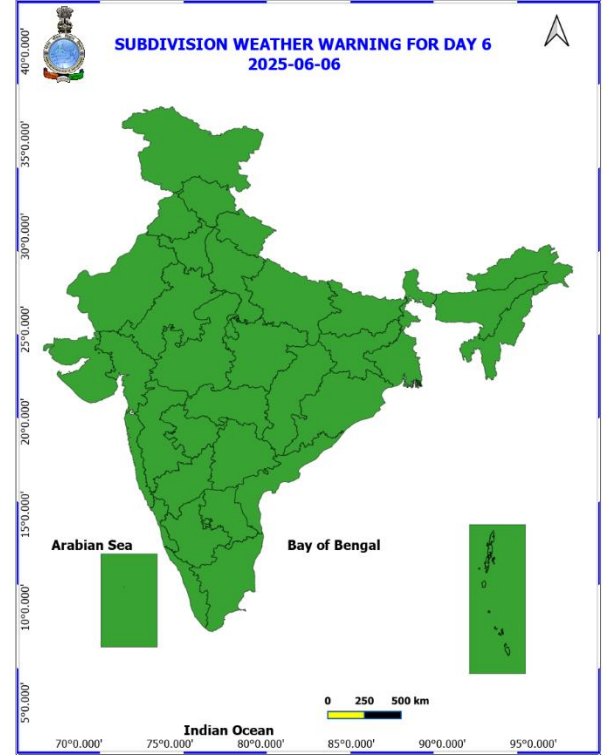 SUBDIVISION WEATHER WARNING FOR DAY 6
2025-06-06
40°0.000'
35°0.000'
30°0.000'
25°0.000'
20°0.000'
15°0.000'
10°0.000'
5°0.000'
Arabian Sea
Bay of Bengal
0 250 500 km
Indian Ocean
70°0.000' 75°0.000' 80°0.000' 85°0.000' 90°0.000' 95°0.000'